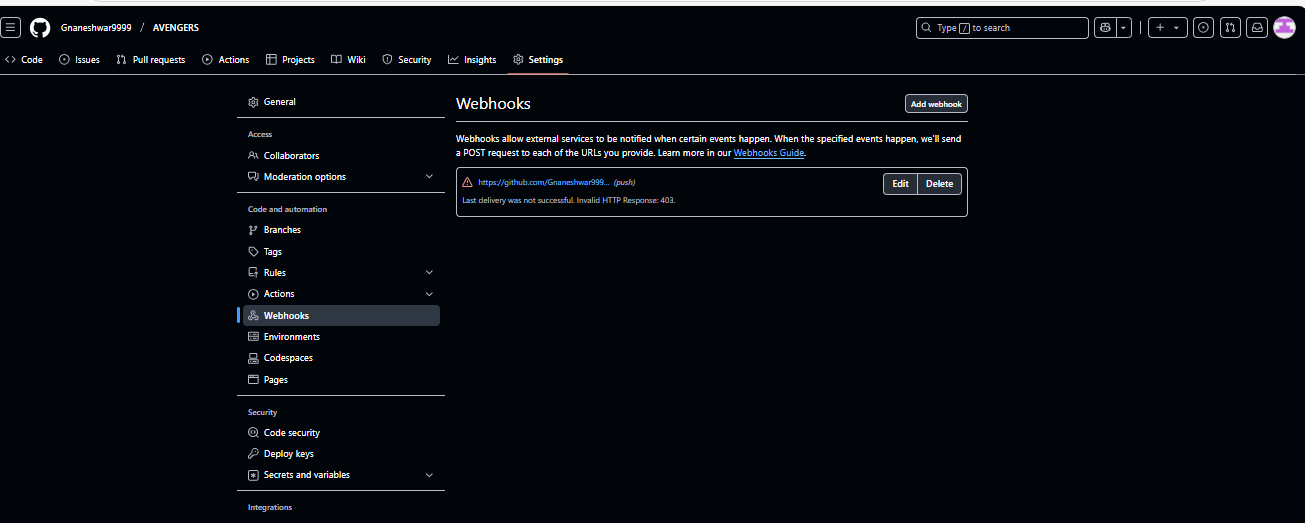 Gnaneshwar9999 / AVENGERS
Type / to search
Code
Issues
Pull requests
Actions
Projects
Wiki
Security
Insights
Settings
General
Access
Collaborators
Moderation options
Code and automation
Branches
Tags
Rules
Actions
Webhooks
Environments
Codespaces
Pages
Security
Code security
Deploy keys
Secrets and variables
Integrations
Webhooks
Add webhook
Webhooks allow external services to be notified when certain events happen. When the specified events happen, we'll send
a POST request to each of the URLs you provide. Learn more in our Webhooks Guide.
https://github.com/Gnaneshwar999... (push)
Edit
Delete
Last delivery was not successful. Invalid HTTP Response: 403.